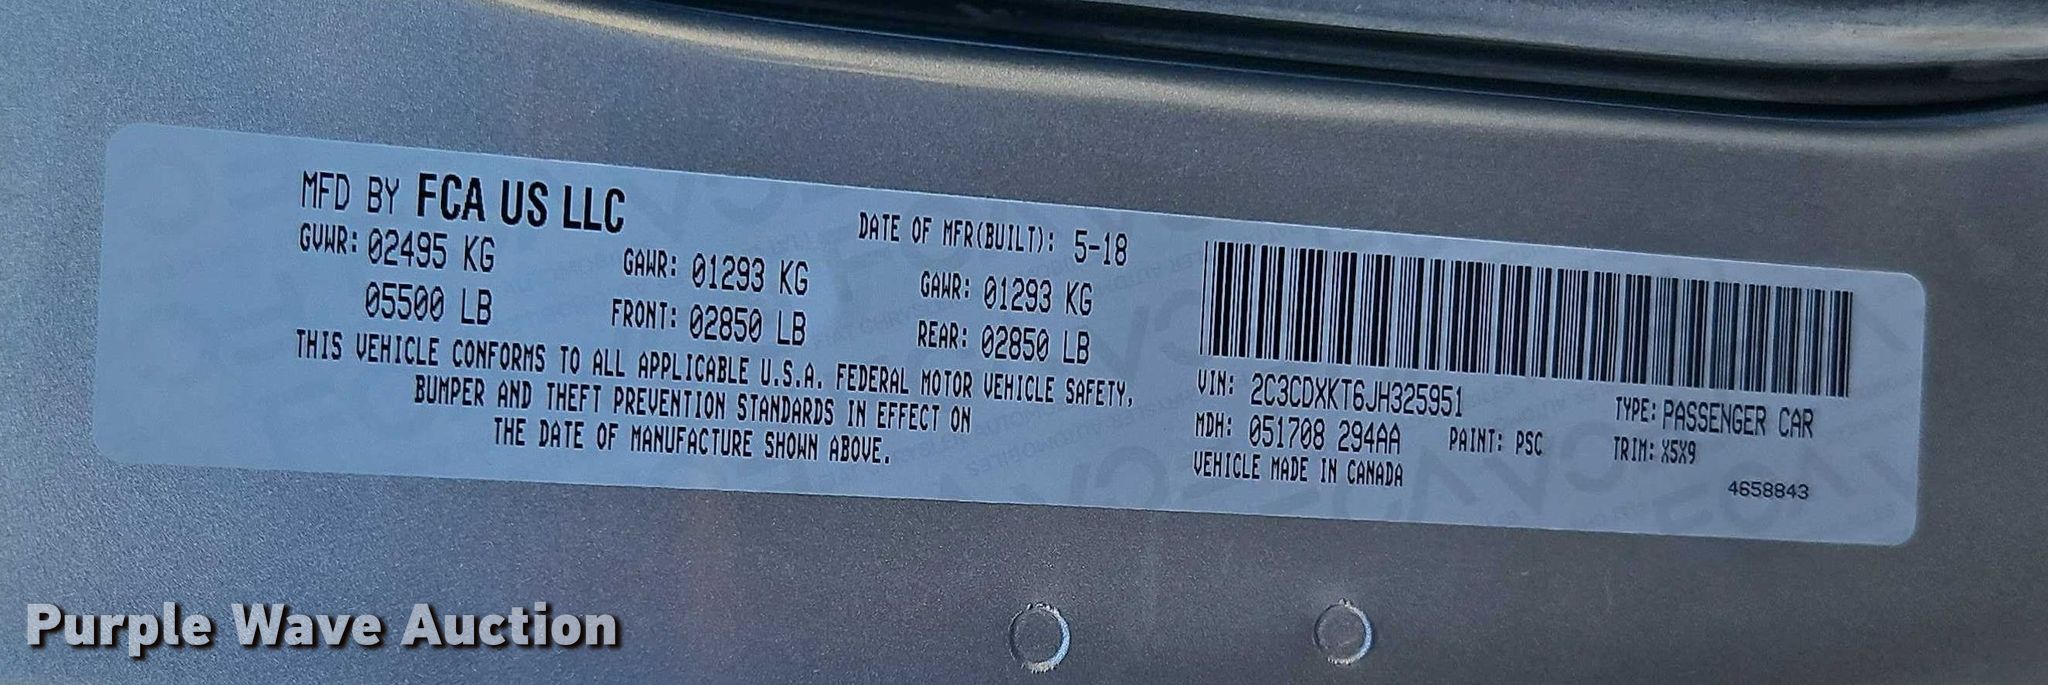 MFD BY FCA US LLC
DATE OF MFR(BUILT): 5-18
GVWR: 02495 KG
05500 LB
GAWR: 01293 KG
FRONT: 02850 LB
GAWR: 01293 KG
REAR: 02850 LB
THIS VEHICLE CONFORMS TO ALL APPLICABLE U.S.A. FEDERAL MOTOR VEHICLE SAFETY,
BUMPER AND THEFT PREVENTION STANDARDS IN EFFECT ON
THE DATE OF MANUFACTURE SHOWN ABOVE.
VIN: 2C3CDXKT6JH325951
TYPE: PASSENGER CAR
MDH: 051708 294AA PAINT: PSC
TRIM: X5X9
VEHICLE MADE IN CANADA
4658843
Purple Wave Auction